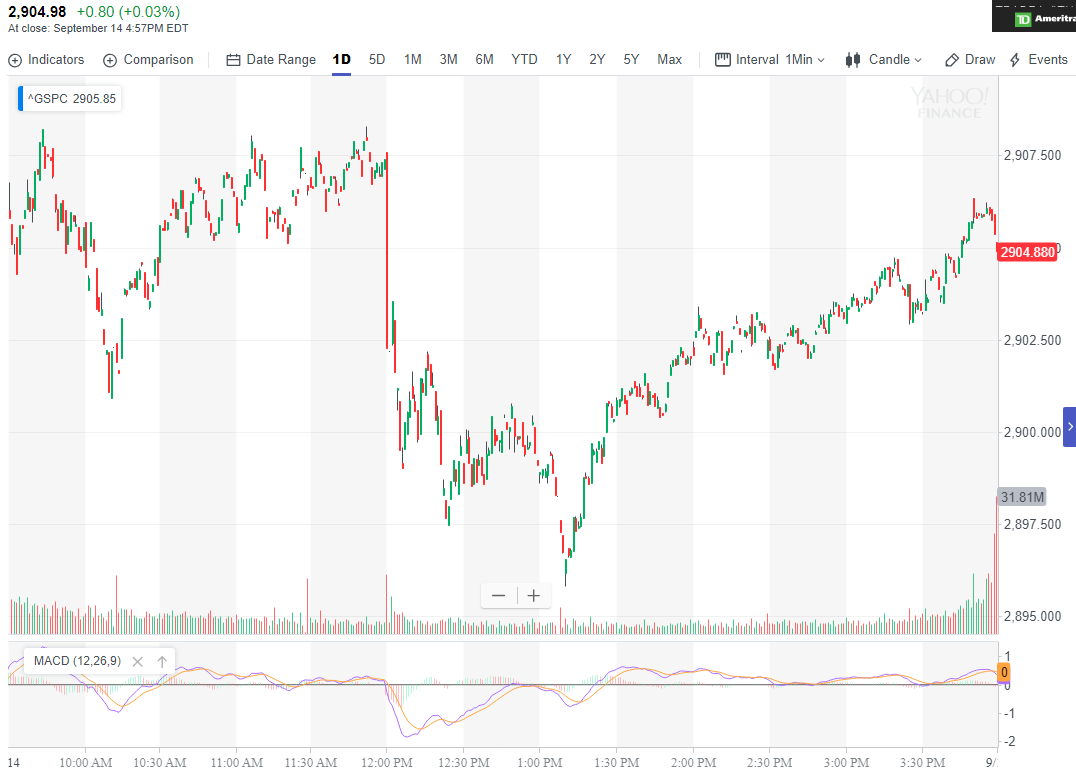 2,904.98 +0.80 (+0.03%)
At close: September 14 4:57PM EDT
TD Ameritra
Indicators Comparison Date Range 1D 5D 1M 3M 6M YTD 1Y 2Y 5Y Max Interval 1Min Candle Draw Events
^GSPC 2905.85
YAHOO!
FINANCE
2,907.500
2904.880
2,902.500
2,900.000
31.81M
2,897.500
2,895.000
MACD (12,26,9)
1
0
0
-1
-2
14 10:00 AM 10:30 AM 11:00 AM 11:30 AM 12:00 PM 12:30 PM 1:00 PM 1:30 PM 2:00 PM 2:30 PM 3:00 PM 3:30 PM 9/